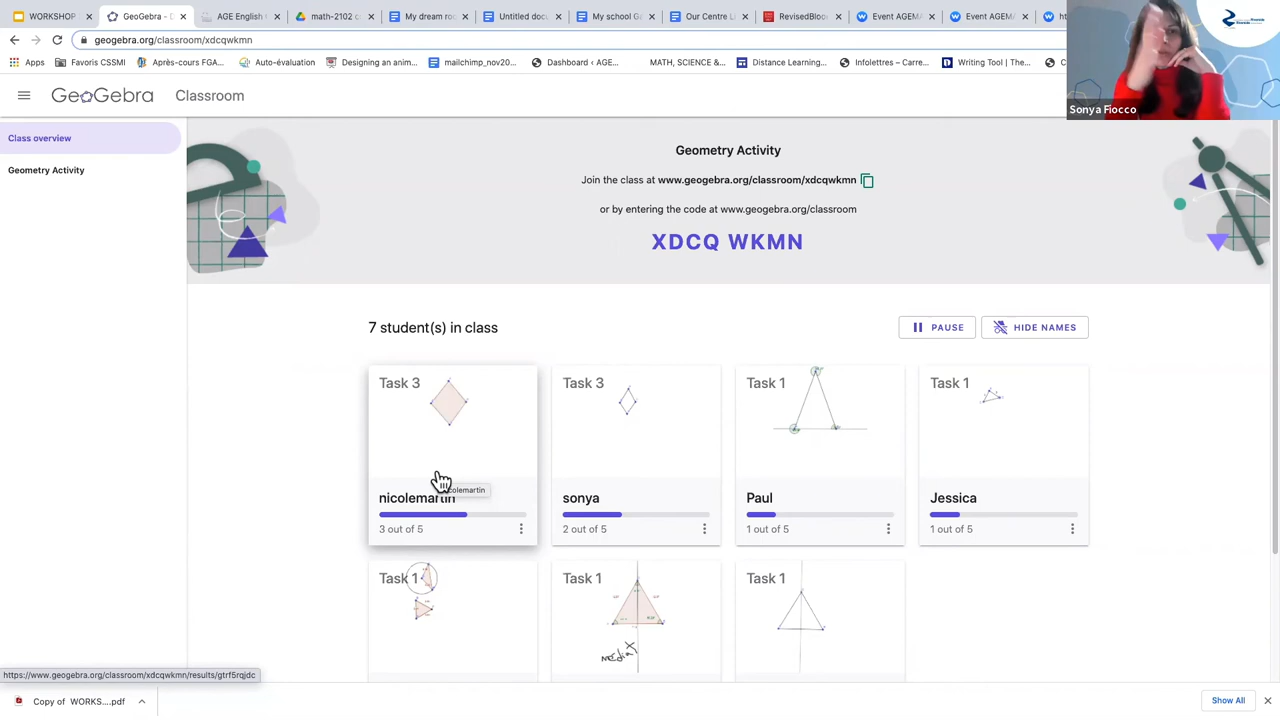 WORKSHOP
GeoGebra - D
AGE English
math-2102
My dream roo
Untitled docu
My school Ga
Our Centre Li
RevisedBloo
Event AGEMA
Event AGEMA
geogebra.org/classroom/xdcqwkmn
Apps
Favoris CSSMI
Après-cours FGA...
Auto-évaluation
Designing an anim...
mailchimp_nov20...
Dashboard ‹ AGE...
MATH, SCIENCE &...
Distance Learning...
Infolettres – Carre...
Writing Tool | The...
GeoGebra Classroom
Sonya Fiocco
Class overview
Geometry Activity
Geometry Activity
Join the class at www.geogebra.org/classroom/xdcqwkmn
or by entering the code at www.geogebra.org/classroom
XDCQ WKMN
7 student(s) in class
PAUSE
HIDE NAMES
Task 3
Task 3
Task 1
Task 1
nicolemartin
sonya
Paul
Jessica
3 out of 5
2 out of 5
1 out of 5
1 out of 5
Task 1
Task 1
Task 1
https://www.geogebra.org/classroom/xdcqwkmn/results/gtrf5rqjdc
Copy of WORKS....pdf
Show All